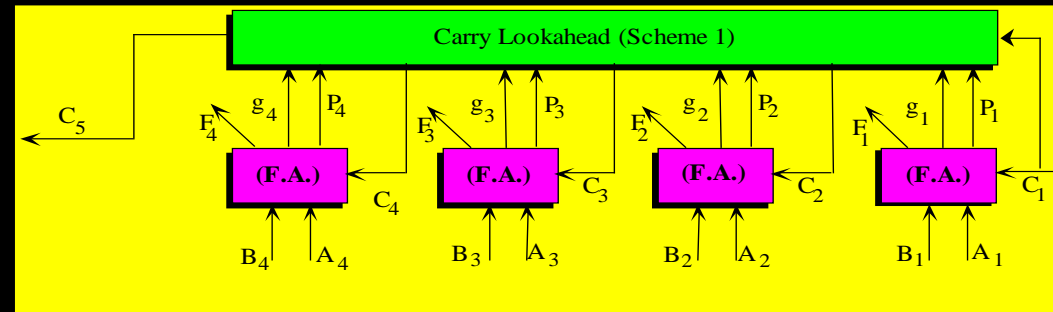 Carry Lookahead (Scheme 1)
C5 F4 g4 P4 F3 g3 P3 F2 g2 P2 F1 g1 P1
(F.A.) C4 (F.A.) C3 (F.A.) C2 (F.A.) C1
B4 A4 B3 A3 B2 A2 B1 A1